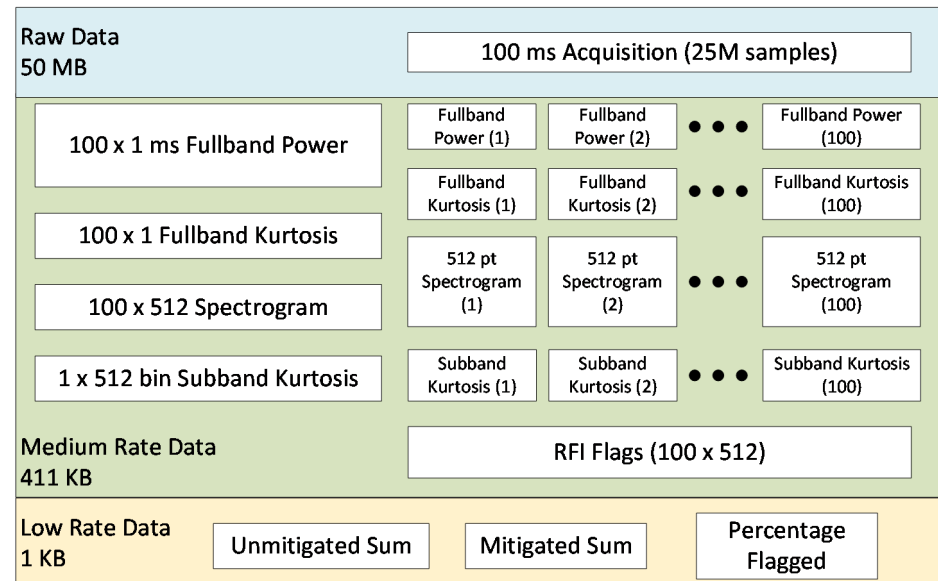 Raw Data
50 MB
100 ms Acquisition (25M samples)
100 x 1 ms Fullband Power
Fullband
Power (1)
Fullband
Power (2)
Fullband Power
(100)
100 x 1 Fullband Kurtosis
Fullband
Kurtosis (1)
Fullband
Kurtosis (2)
Fullband Kurtosis
(100)
100 x 512 Spectrogram
512 pt
Spectrogram
(1)
512 pt
Spectrogram
(2)
512 pt
Spectrogram
(100)
1 x 512 bin Subband Kurtosis
Subband
Kurtosis (1)
Subband
Kurtosis (2)
Subband Kurtosis
(100)
Medium Rate Data
411 KB
RFI Flags (100 x 512)
Low Rate Data
1 KB
Unmitigated Sum
Mitigated Sum
Percentage
Flagged